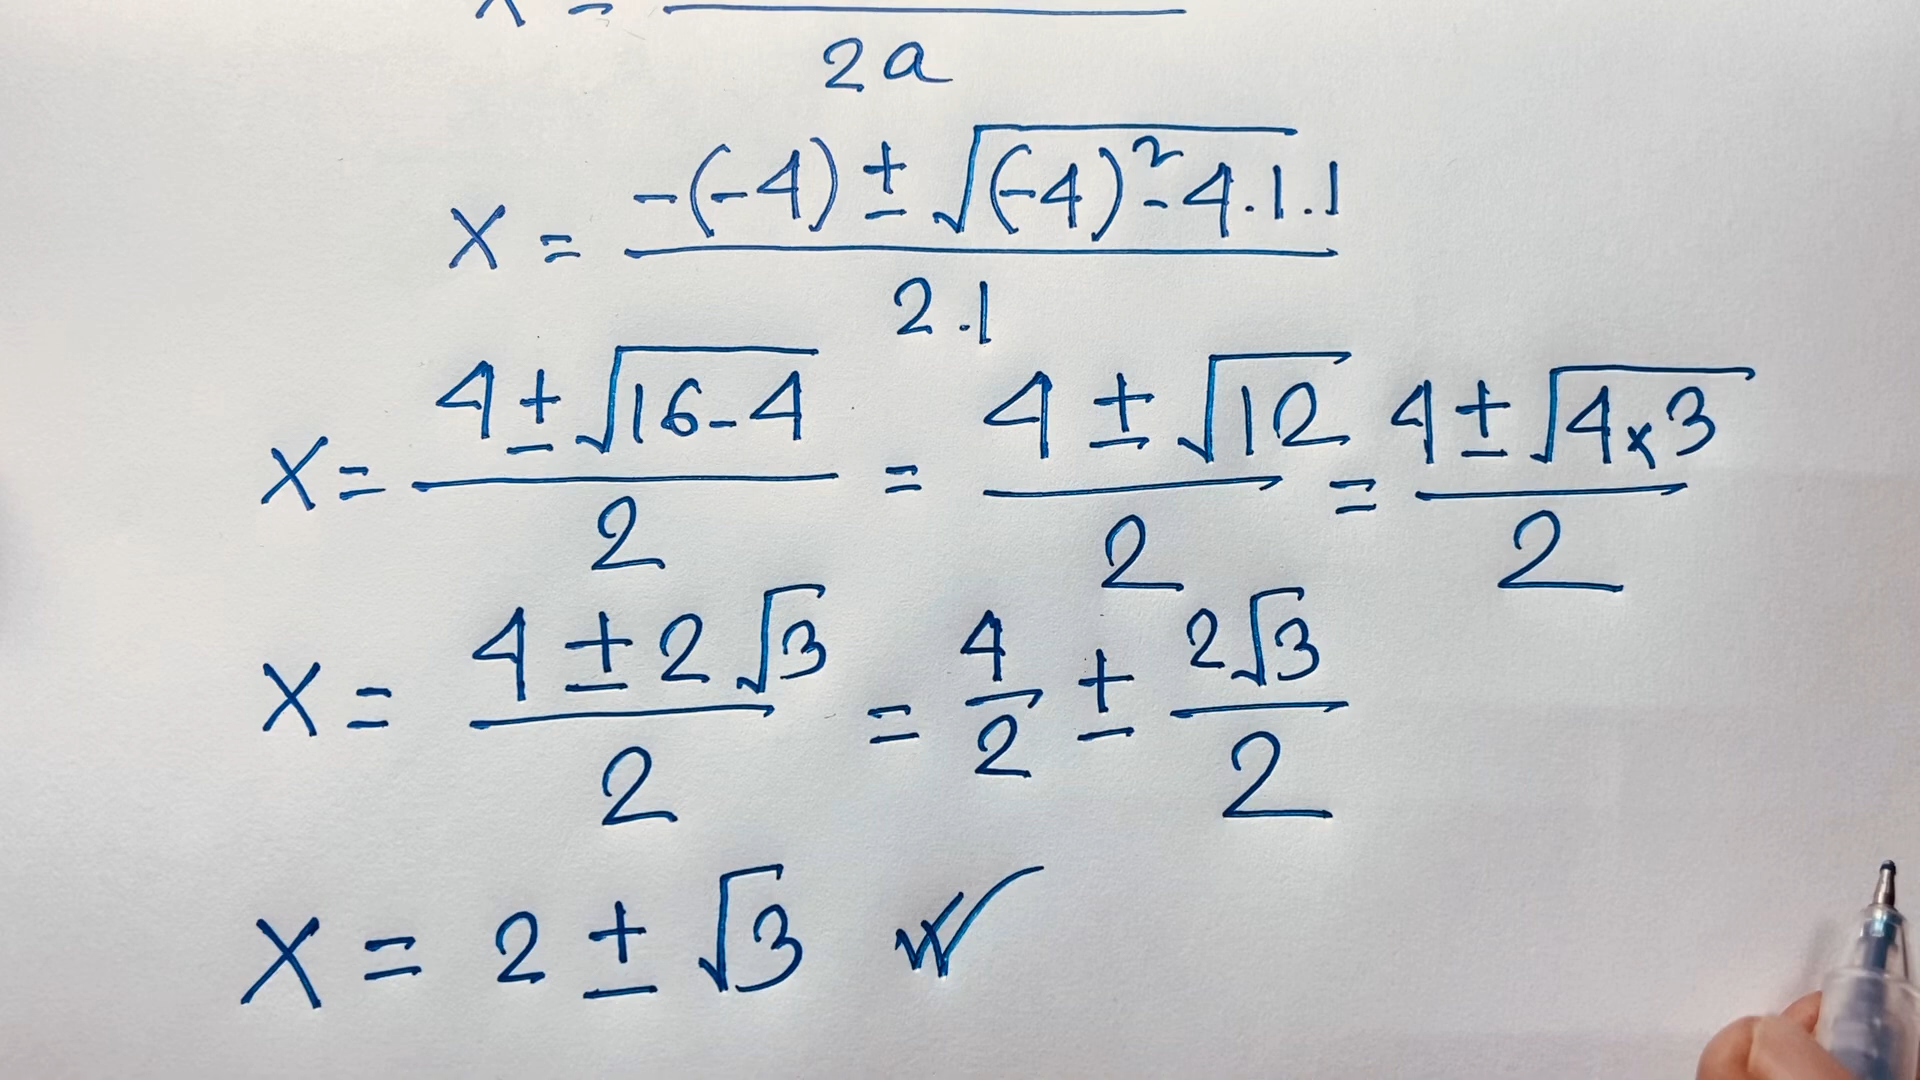 x = ―
2a
x = (-(-4) ± √((-4)² - 4.1.1)) / 2.1
x = (4 ± √(16-4)) / 2 = (4 ± √12) / 2 = (4 ± √(4x3)) / 2
x = (4 ± 2√3) / 2 = 4/2 ± 2√3/2
x = 2 ± √3 ✓